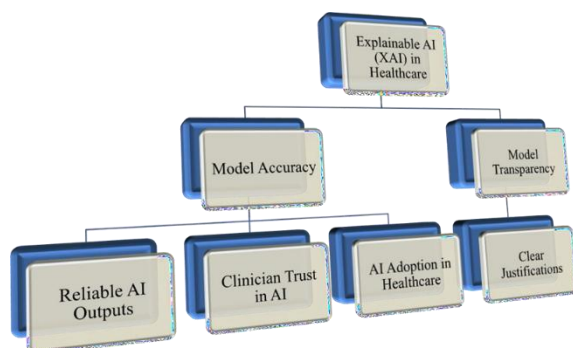 Explainable AI
(XAI) in
Healthcare
Model Accuracy
Model
Transparency
Reliable AI
Outputs
Clinician Trust
in AI
AI Adoption in
Healthcare
Clear
Justifications